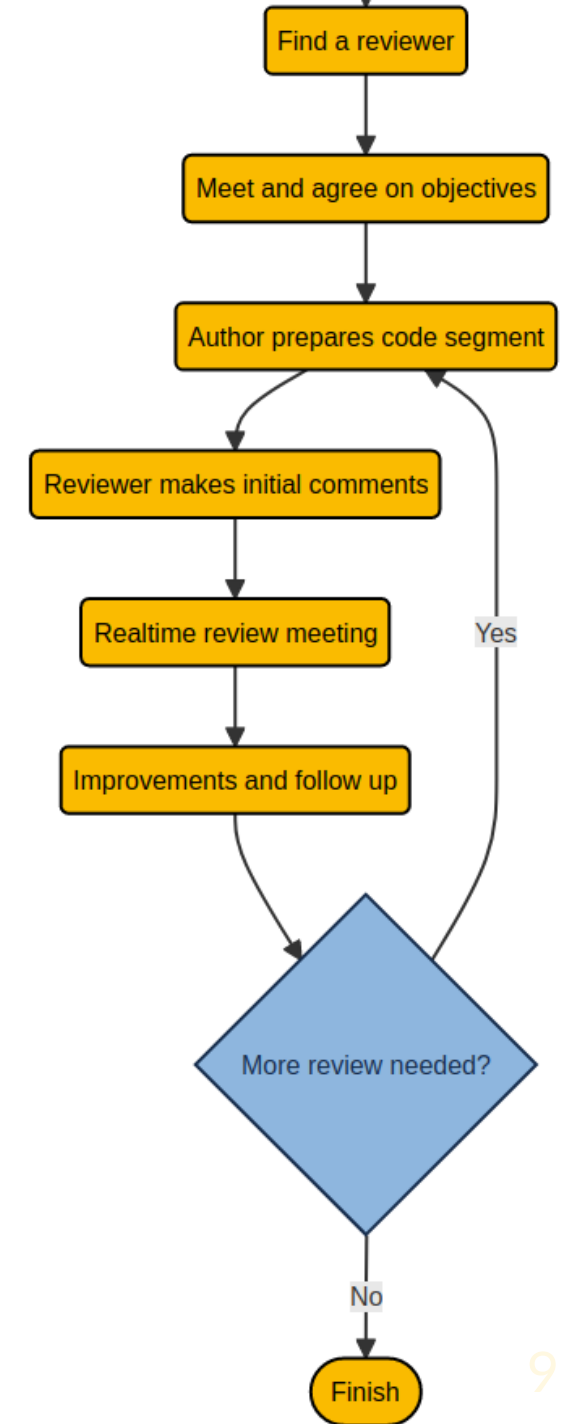 Find a reviewer
Meet and agree on objectives
Author prepares code segment
Reviewer makes initial comments
Realtime review meeting
Yes
Improvements and follow up
More review needed?
No
Finish
9